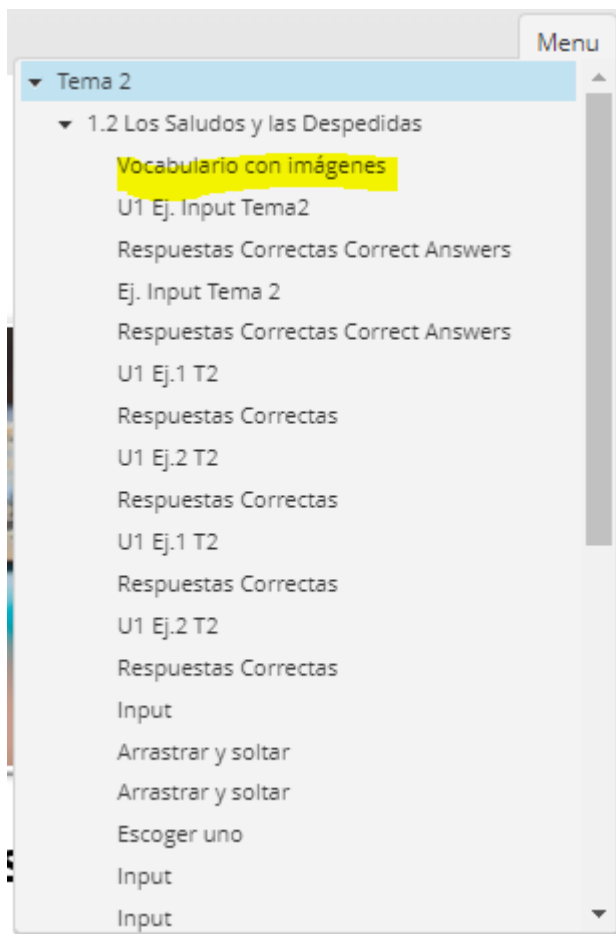 Menu
Tema 2
1.2 Los Saludos y las Despedidas
Vocabulario con imágenes
U1 Ej. Input Tema2
Respuestas Correctas Correct Answers
Ej. Input Tema 2
Respuestas Correctas Correct Answers
U1 Ej.1 T2
Respuestas Correctas
U1 Ej.2 T2
Respuestas Correctas
U1 Ej.1 T2
Respuestas Correctas
U1 Ej.2 T2
Respuestas Correctas
Input
Arrastrar y soltar
Arrastrar y soltar
Escoger uno
Input
Input